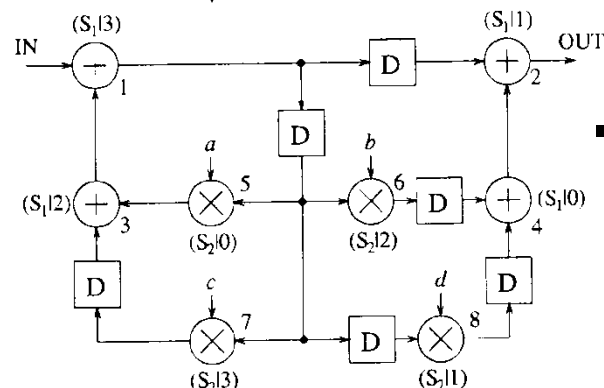 (S₁|3)
(S₁|1)
IN
OUT
D
1
2
D
a
b
5
6
(S₁|2)
3
(S₁|0)
4
D
(S₂|0)
(S₂|2)
c
d
D
D
7
D
8
(S₂|3)
(S₂|1)